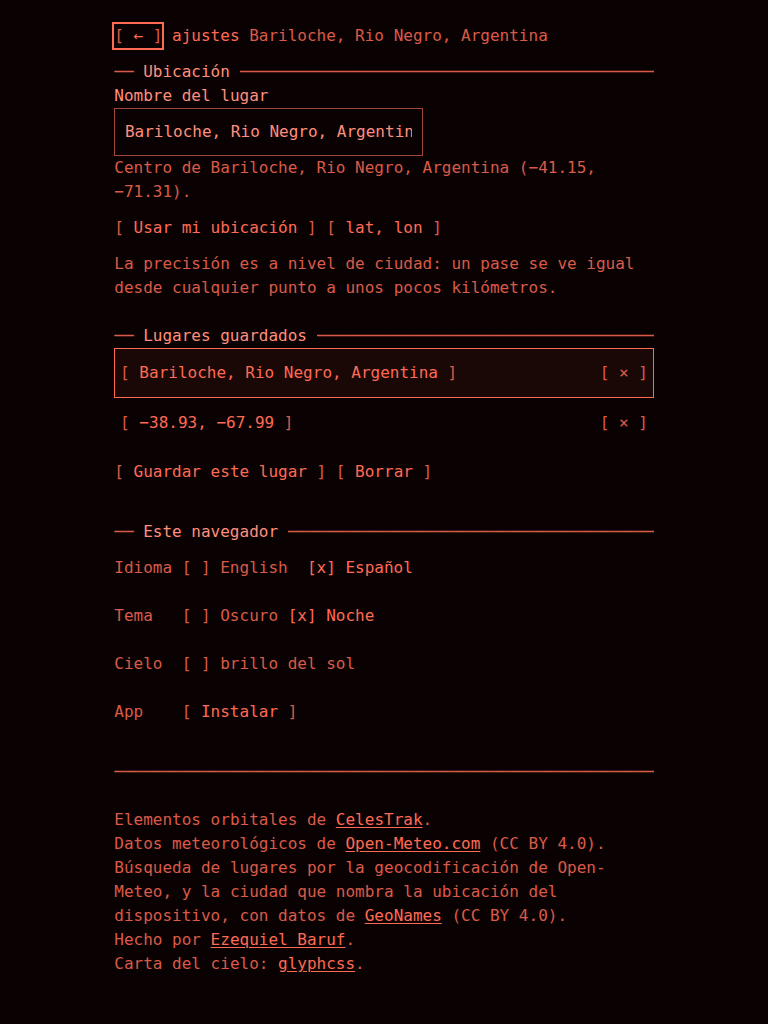 [ ← ] ajustes Bariloche, Rio Negro, Argentina
── Ubicación ───────────────────────────────────────────
Nombre del lugar
Bariloche, Rio Negro, Argentin
Centro de Bariloche, Rio Negro, Argentina (−41.15,
−71.31).
[ Usar mi ubicación ] [ lat, lon ]
La precisión es a nivel de ciudad: un pase se ve igual
desde cualquier punto a unos pocos kilómetros.
── Lugares guardados ───────────────────────────────────
[ Bariloche, Rio Negro, Argentina ] [ × ]
[ −38.93, −67.99 ] [ × ]
[ Guardar este lugar ] [ Borrar ]
── Este navegador ──────────────────────────────────────
Idioma [ ] English [x] Español
Tema [ ] Oscuro [x] Noche
Cielo [ ] brillo del sol
App [ Instalar ]
Elementos orbitales de CelesTrak.
Datos meteorológicos de Open-Meteo.com (CC BY 4.0).
Búsqueda de lugares por la geocodificación de Open-
Meteo, y la ciudad que nombra la ubicación del
dispositivo, con datos de GeoNames (CC BY 4.0).
Hecho por Ezequiel Baruf.
Carta del cielo: glyphcss.